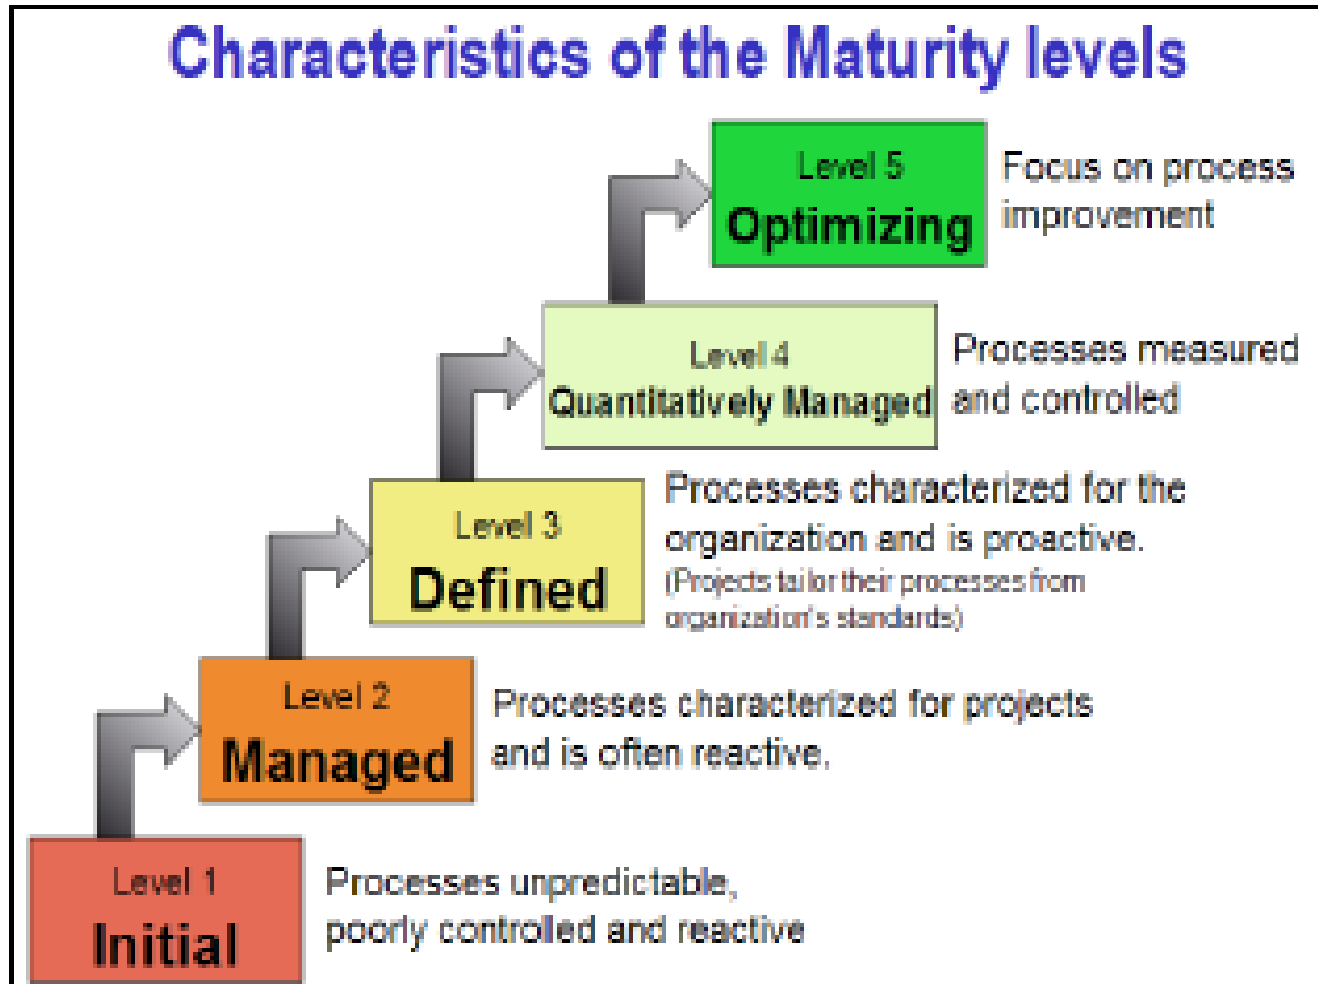 Characteristics of the Maturity levels
Level 5
Optimizing
Focus on process
improvement
Level 4
Quantitatively Managed
Processes measured
and controlled
Level 3
Defined
Processes characterized for the
organization and is proactive.
(Projects tailor their processes from
organization's standards)
Level 2
Managed
Processes characterized for projects
and is often reactive.
Level 1
Initial
Processes unpredictable,
poorly controlled and reactive